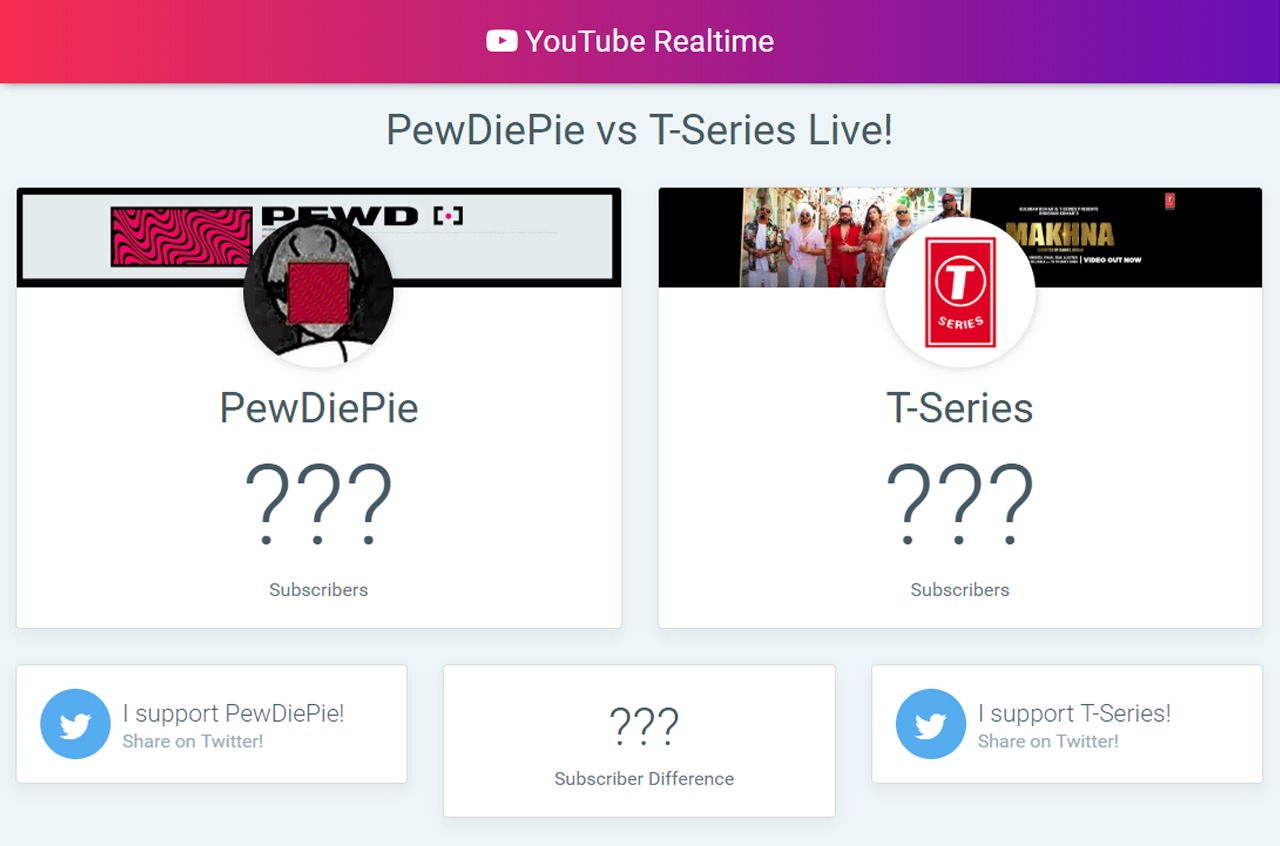 YouTube Realtime
PewDiePie vs T-Series Live!
PEWD
MAKHNA
VIDEO OUT NOW
T
SERIES
PewDiePie
T-Series
???
???
Subscribers
Subscribers
I support PewDiePie!
Share on Twitter!
???
Subscriber Difference
I support T-Series!
Share on Twitter!